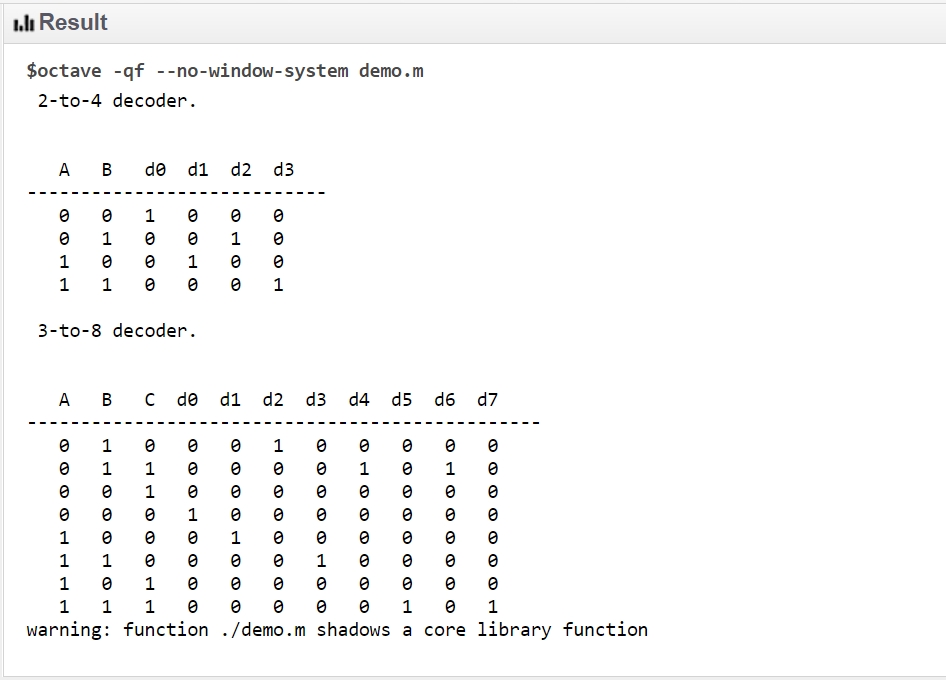 Result
$octave -qf --no-window-system demo.m
2-to-4 decoder.
A B d0 d1 d2 d3
----------------------------
0 0 1 0 0 0
0 1 0 0 1 0
1 0 0 1 0 0
1 1 0 0 0 1
3-to-8 decoder.
A B C d0 d1 d2 d3 d4 d5 d6 d7
------------------------------------------------
0 1 0 0 0 1 0 0 0 0 0
0 1 1 0 0 0 0 1 0 1 0
0 0 1 0 0 0 0 0 0 0 0
0 0 0 1 0 0 0 0 0 0 0
1 0 0 0 1 0 0 0 0 0 0
1 1 0 0 0 0 1 0 0 0 0
1 0 1 0 0 0 0 0 0 0 0
1 1 1 0 0 0 0 0 1 0 1
warning: function ./demo.m shadows a core library function